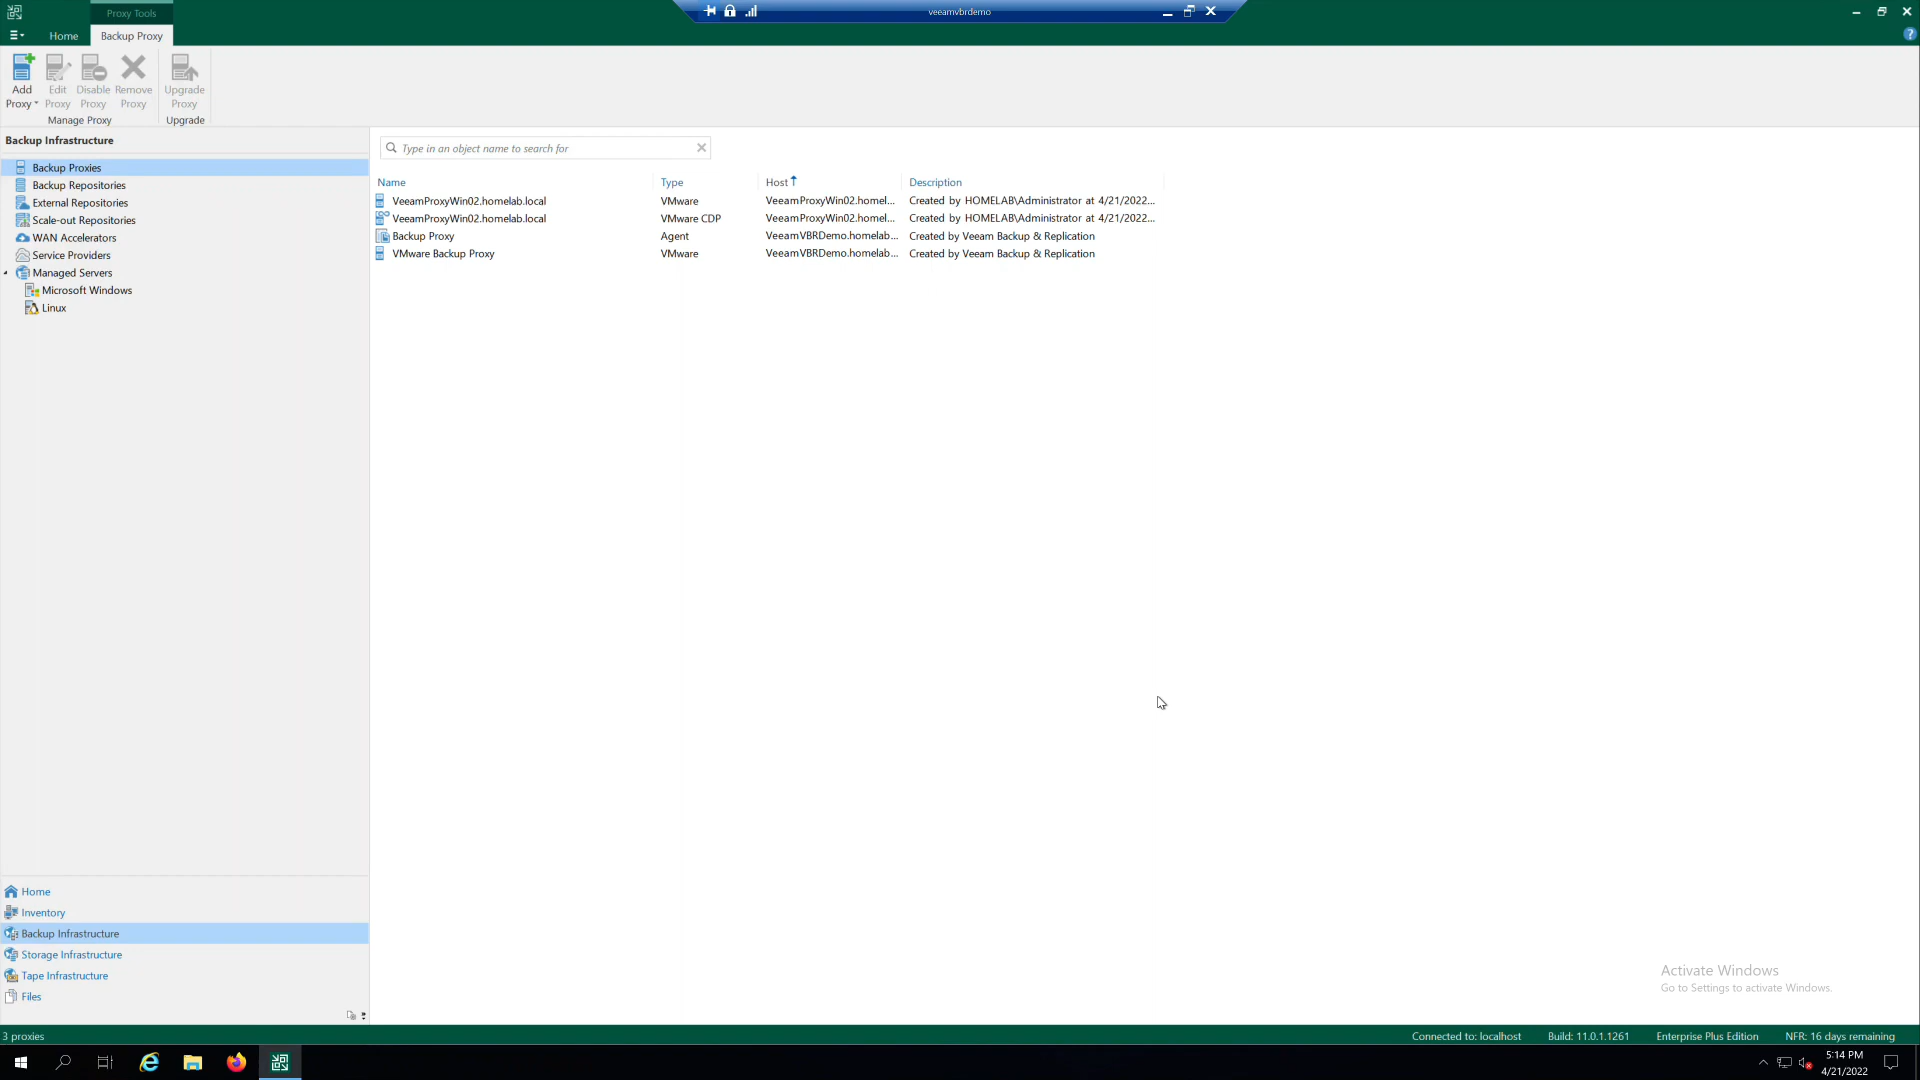 Proxy Tools
veeamvbrdemo
Home
Backup Proxy
Add Proxy
Edit Proxy
Disable Proxy
Remove Proxy
Upgrade Proxy
Manage Proxy
Upgrade
Backup Infrastructure
Backup Proxies
Backup Repositories
External Repositories
Scale-out Repositories
WAN Accelerators
Service Providers
Managed Servers
Microsoft Windows
Linux
Type in an object name to search for
Name Type Host Description
VeeamProxyWin02.homelab.local VMware VeeamProxyWin02.homel... Created by HOMELAB\Administrator at 4/21/2022...
VeeamProxyWin02.homelab.local VMware CDP VeeamProxyWin02.homel... Created by HOMELAB\Administrator at 4/21/2022...
Backup Proxy Agent VeeamVBRDemo.homelab... Created by Veeam Backup & Replication
VMware Backup Proxy VMware VeeamVBRDemo.homelab... Created by Veeam Backup & Replication
Home
Inventory
Backup Infrastructure
Storage Infrastructure
Tape Infrastructure
Files
Activate Windows
Go to Settings to activate Windows.
3 proxies
Connected to: localhost Build: 11.0.1.1261 Enterprise Plus Edition NFR: 16 days remaining
5:14 PM
4/21/2022